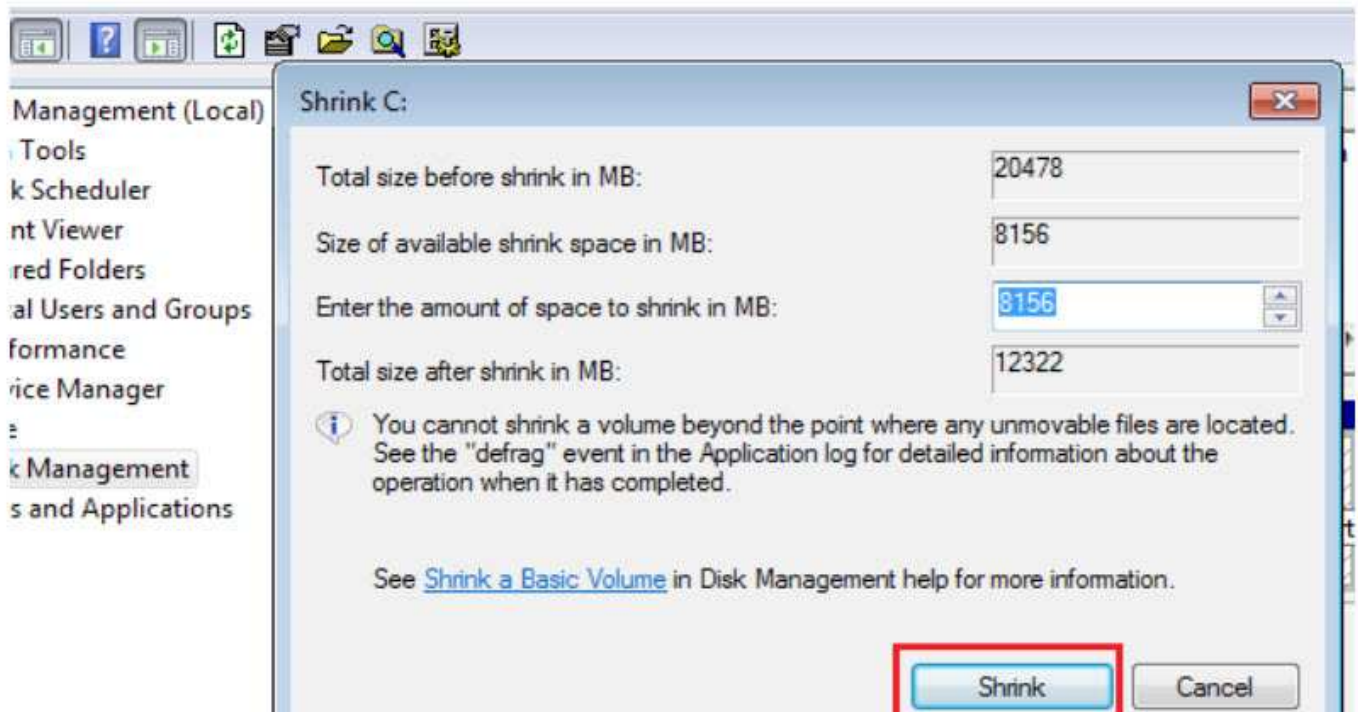 Shrink C:
Management (Local)
Tools
k Scheduler
nt Viewer
red Folders
al Users and Groups
formance
vice Manager
e
k Management
s and Applications
Total size before shrink in MB:
20478
Size of available shrink space in MB:
8156
Enter the amount of space to shrink in MB:
8156
Total size after shrink in MB:
12322
You cannot shrink a volume beyond the point where any unmovable files are located.
See the "defrag" event in the Application log for detailed information about the
operation when it has completed.
See Shrink a Basic Volume in Disk Management help for more information.
Shrink
Cancel